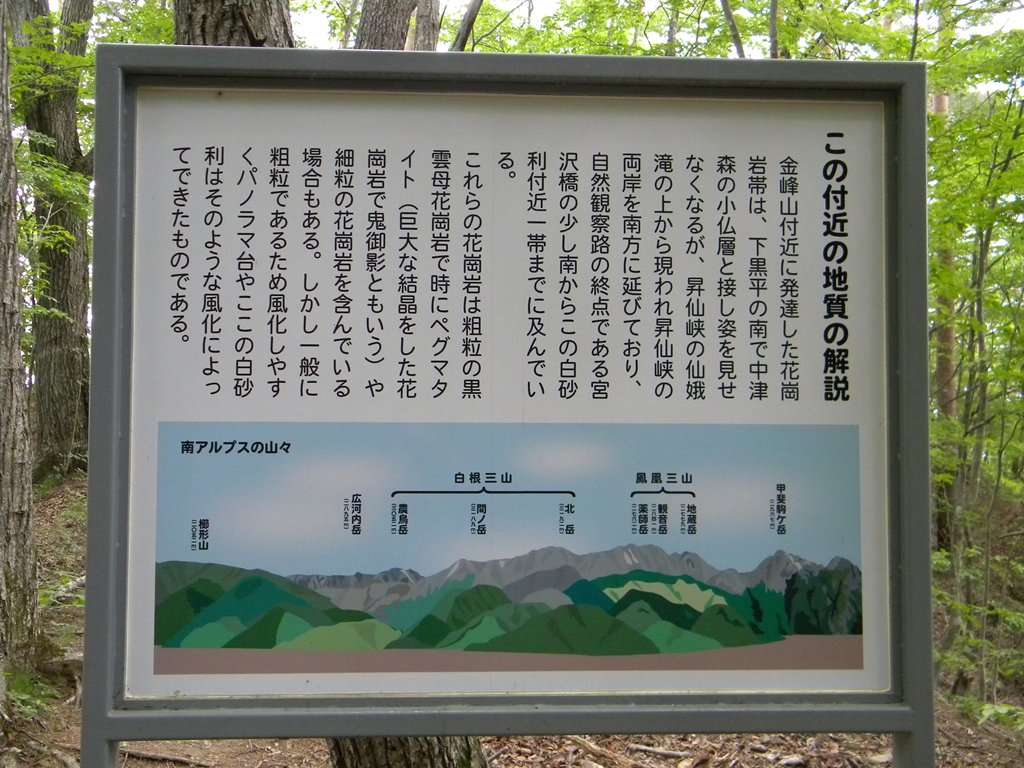 この付近の地質の解説
金峰山付近に発達した花崗
岩帯は、下黒平の南で中津
森の小仏層と接し姿を見せ
なくなるが、昇仙峡の仙娥
滝の上から現われ昇仙峡の
両岸を南方に延びており、
自然観察路の終点である宮
沢橋の少し南からこの白砂
利付近一帯までに及んでい
る。
これらの花崗岩は粗粒の黒
雲母花崗岩で時にペグマタ
イト（巨大な結晶をした花
崗岩で鬼御影ともいう）や
細粒の花崗岩を含んでいる
場合もある。しかし一般に
粗粒であるため風化しやす
くパノラマ台やここの白砂
利はそのような風化によっ
てできたものである。
南アルプスの山々
白根三山
鳳凰三山
甲斐駒ケ岳
地蔵岳
観音岳
薬師岳
北岳
間ノ岳
農鳥岳
広河内岳
櫛形山